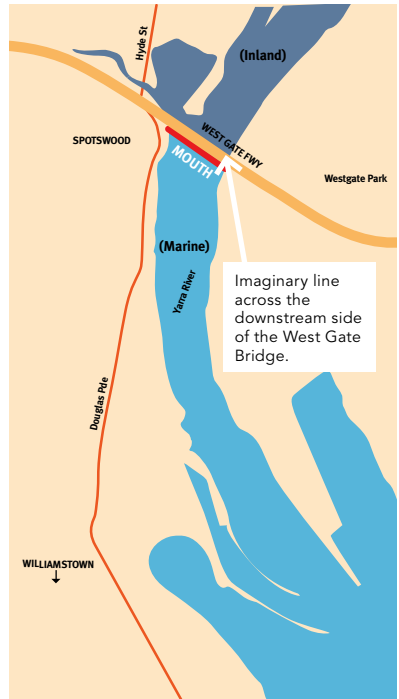 Hyde St
(Inland)
WEST GATE FWY
SPOTSWOOD
MOUTH
Westgate Park
(Marine)
Yarra River
Imaginary line
across the
downstream side
of the West Gate
Bridge.
Douglas Pde
WILLIAMSTOWN